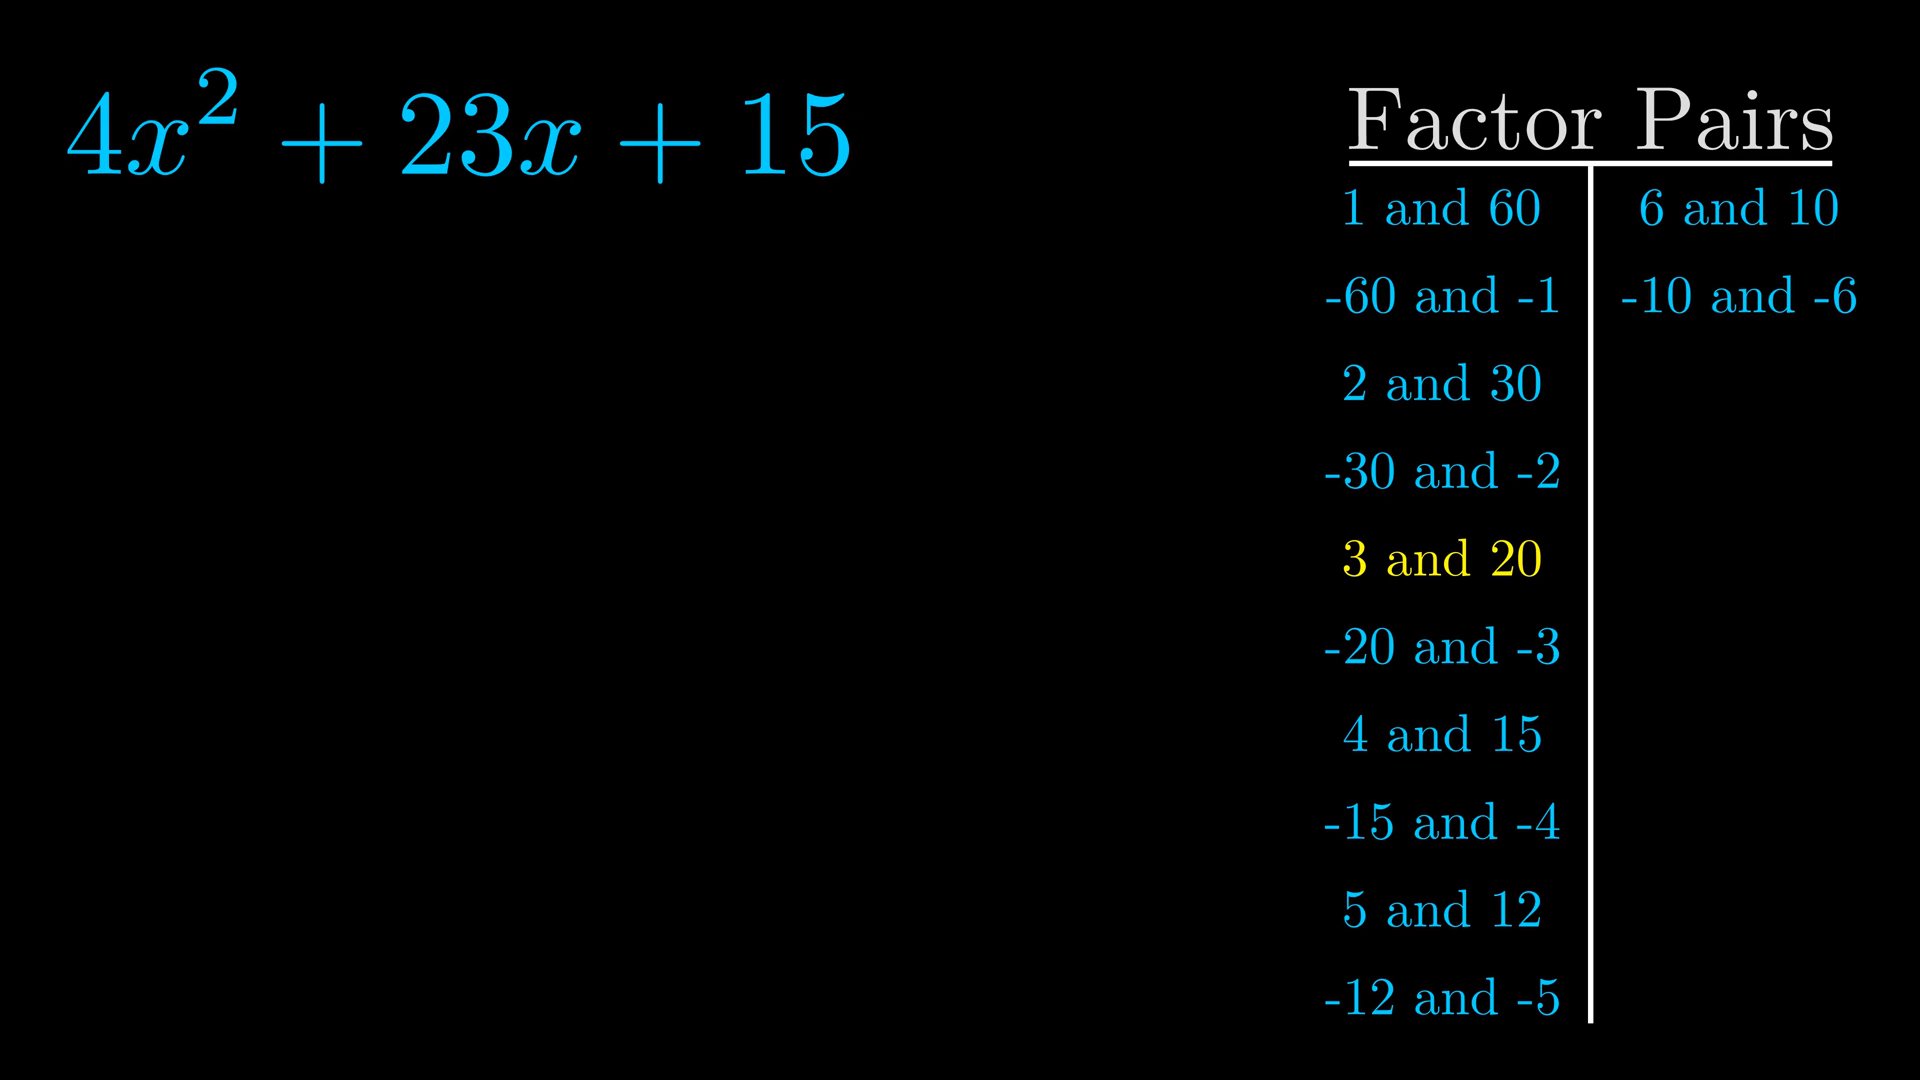 4x² + 23x + 15
Factor Pairs
1 and 60
-60 and -1
2 and 30
-30 and -2
3 and 20
-20 and -3
4 and 15
-15 and -4
5 and 12
-12 and -5
6 and 10
-10 and -6